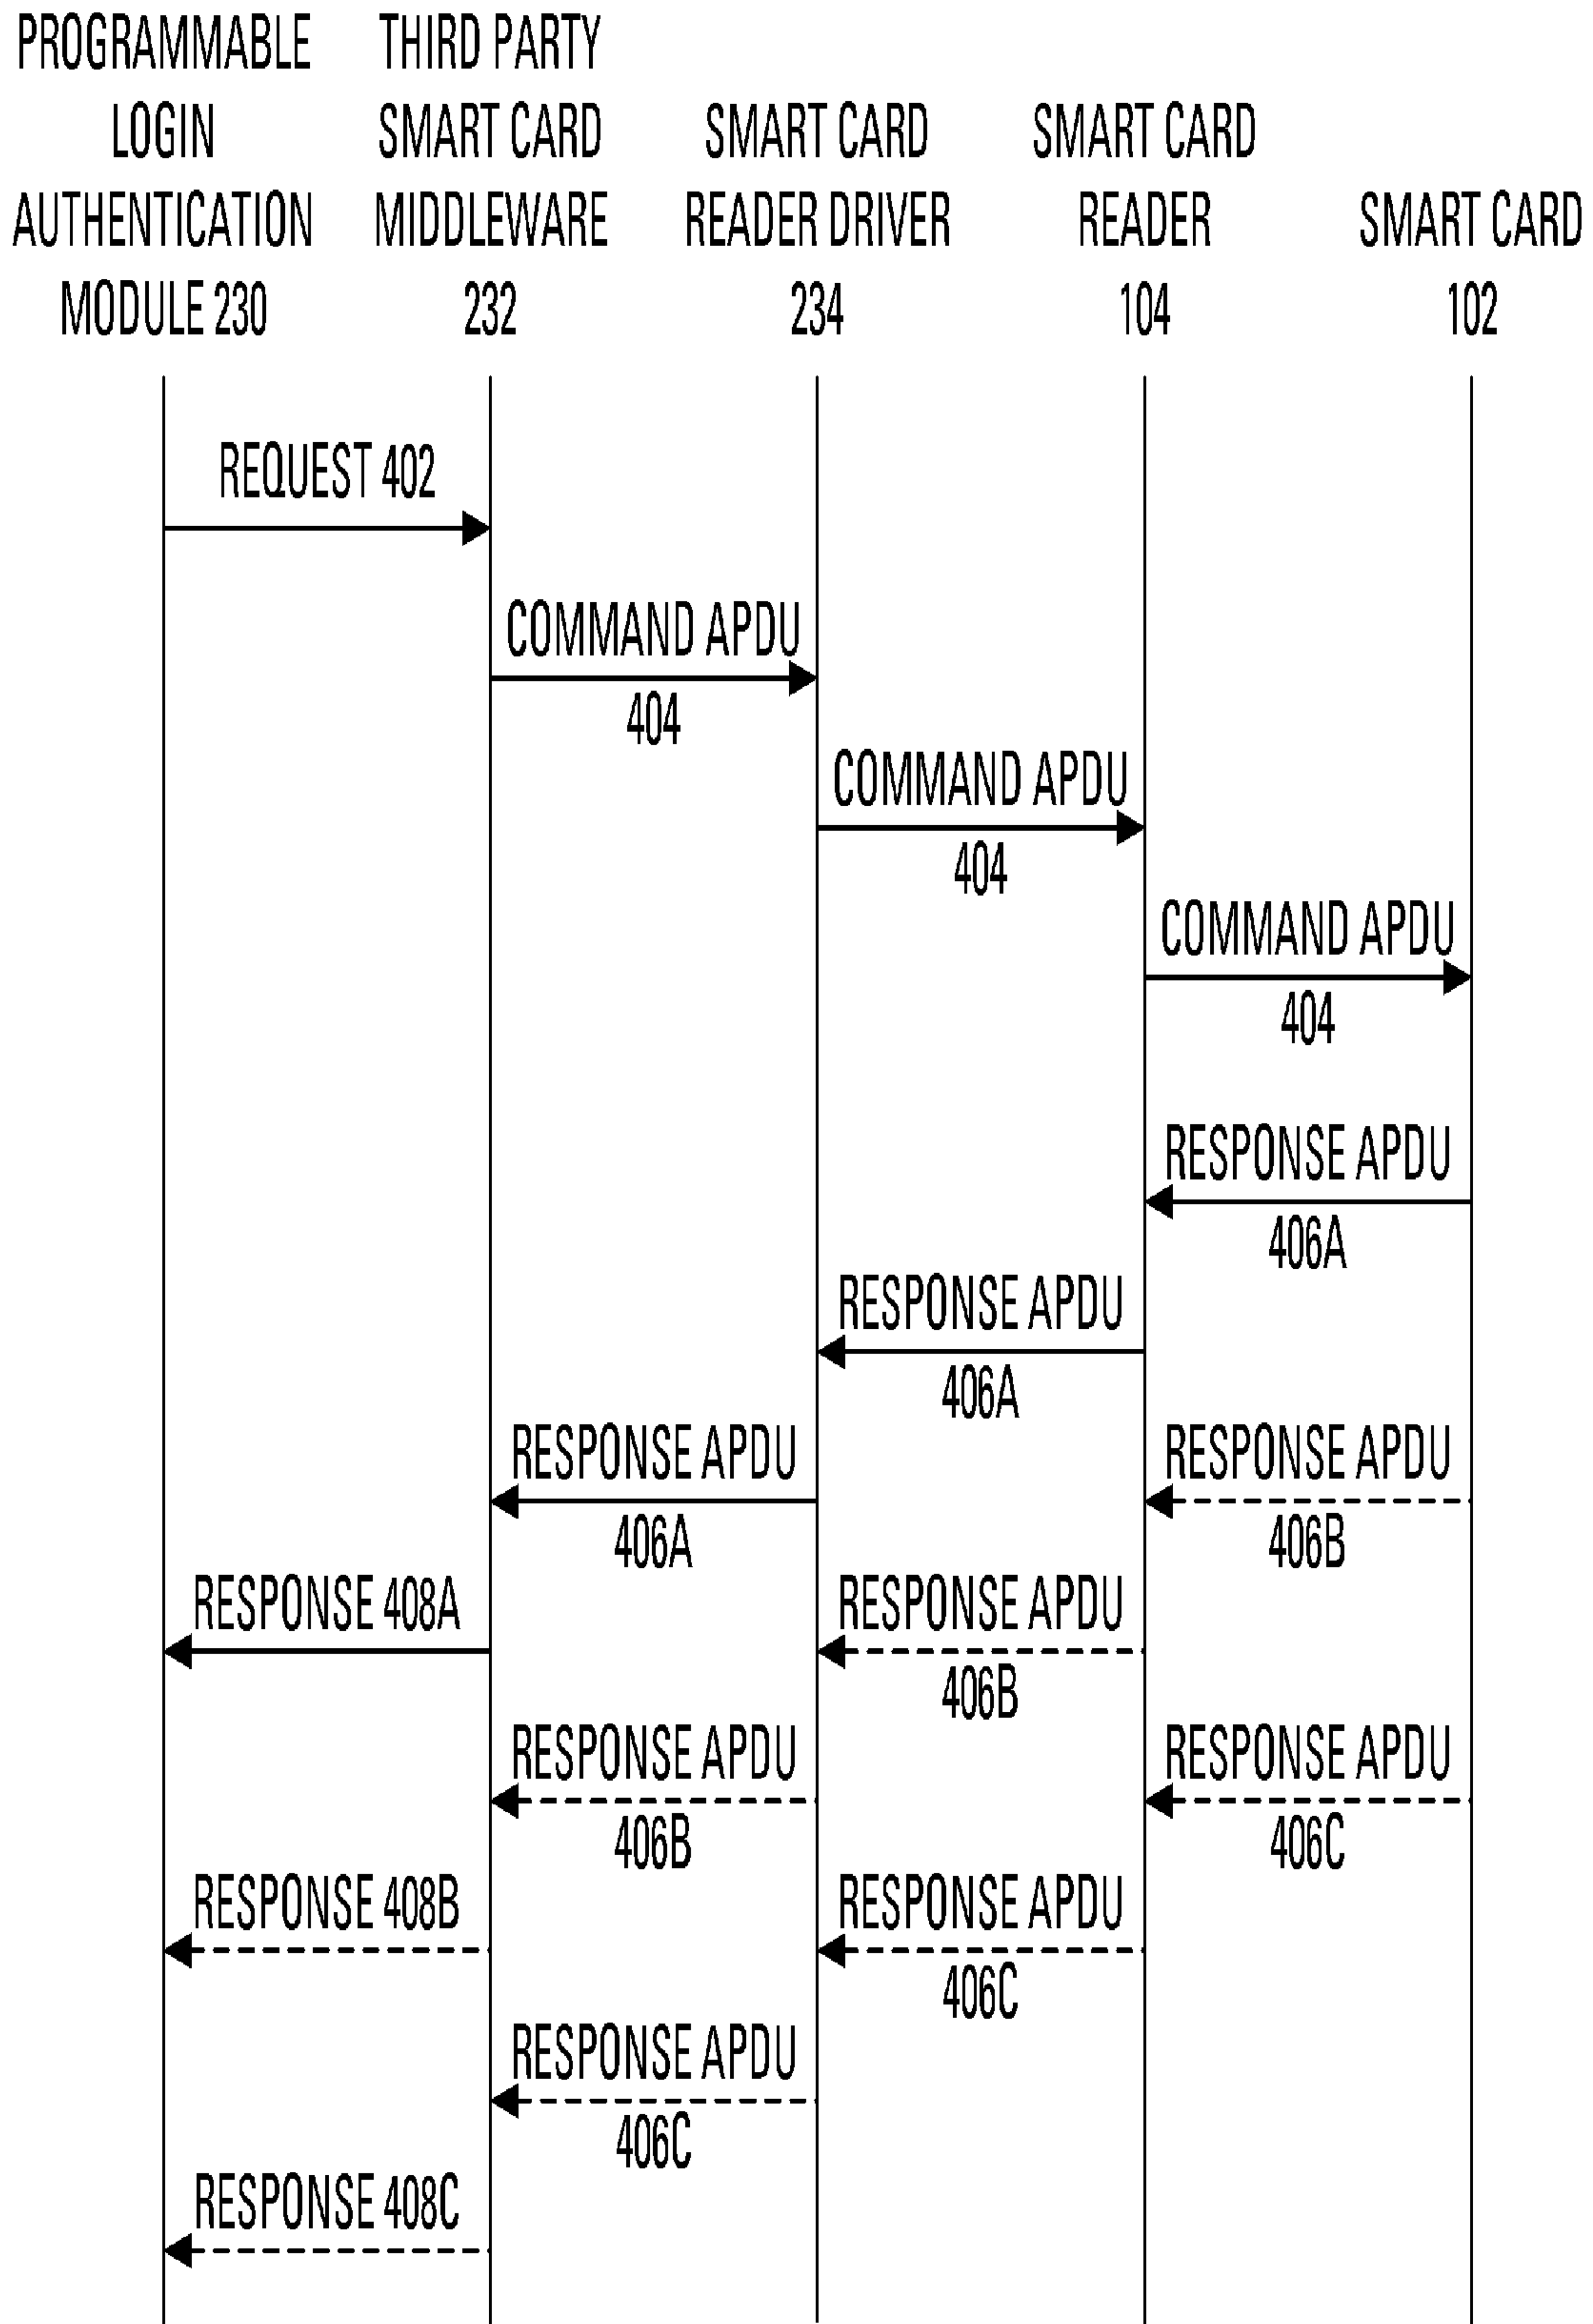 PROGRAMMABLE
LOGIN
AUTHENTICATION
MODULE 230
THIRD PARTY
SMART CARD
MIDDLEWARE
232
SMART CARD
READER DRIVER
234
SMART CARD
READER
104
SMART CARD
102
REQUEST 402
COMMAND APDU
404
COMMAND APDU
404
COMMAND APDU
404
RESPONSE APDU
406A
RESPONSE APDU
406A
RESPONSE APDU
406A
RESPONSE APDU
406B
RESPONSE 408A
RESPONSE APDU
406B
RESPONSE APDU
406B
RESPONSE APDU
406C
RESPONSE 408B
RESPONSE APDU
406C
RESPONSE APDU
406C
RESPONSE 408C